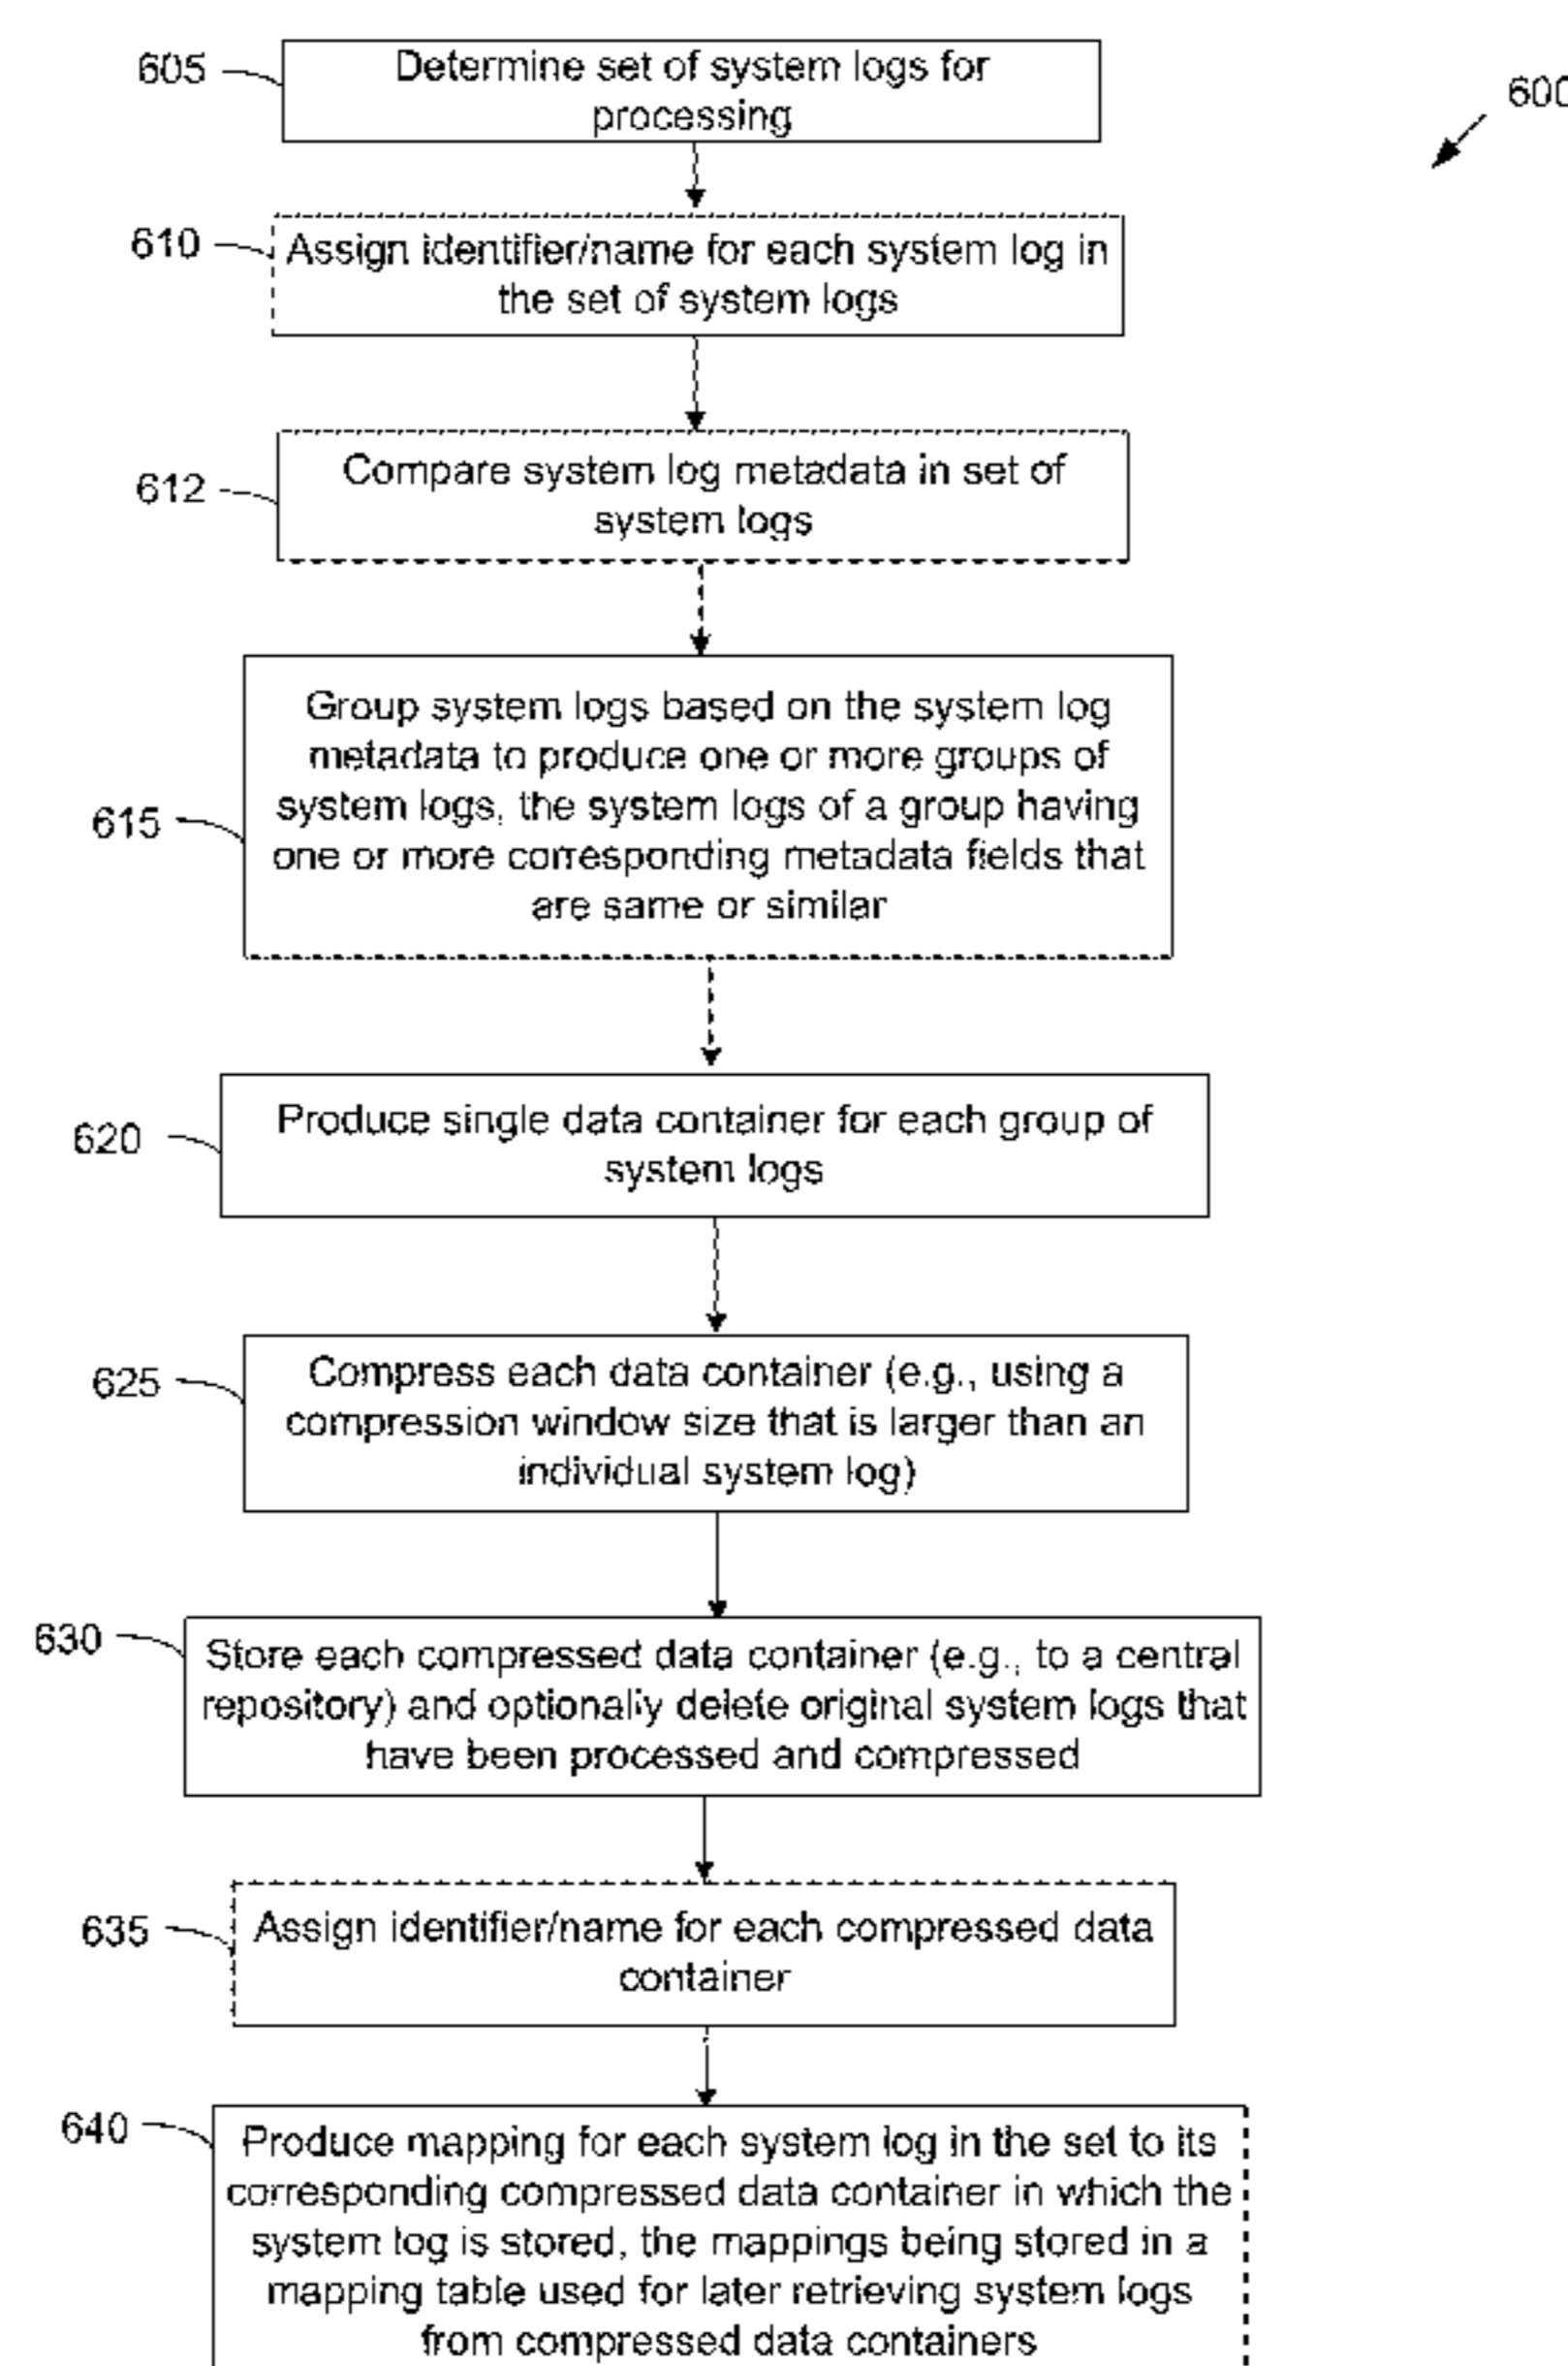 605
Determine set of system logs for
processing
600
610
Assign identifier/name for each system log in
the set of system logs
612
Compare system log metadata in set of
system logs
615
Group system logs based on the system log
metadata to produce one or more groups of
system logs, the system logs of a group having
one or more corresponding metadata fields that
are same or similar
620
Produce single data container for each group of
system logs
625
Compress each data container (e.g., using a
compression window size that is larger than an
individual system log)
630
Store each compressed data container (e.g., to a central
repository) and optionally delete original system logs that
have been processed and compressed
635
Assign identifier/name for each compressed data
container
640
Produce mapping for each system log in the set to its
corresponding compressed data container in which the
system log is stored, the mappings being stored in a
mapping table used for later retrieving system logs
from compressed data containers